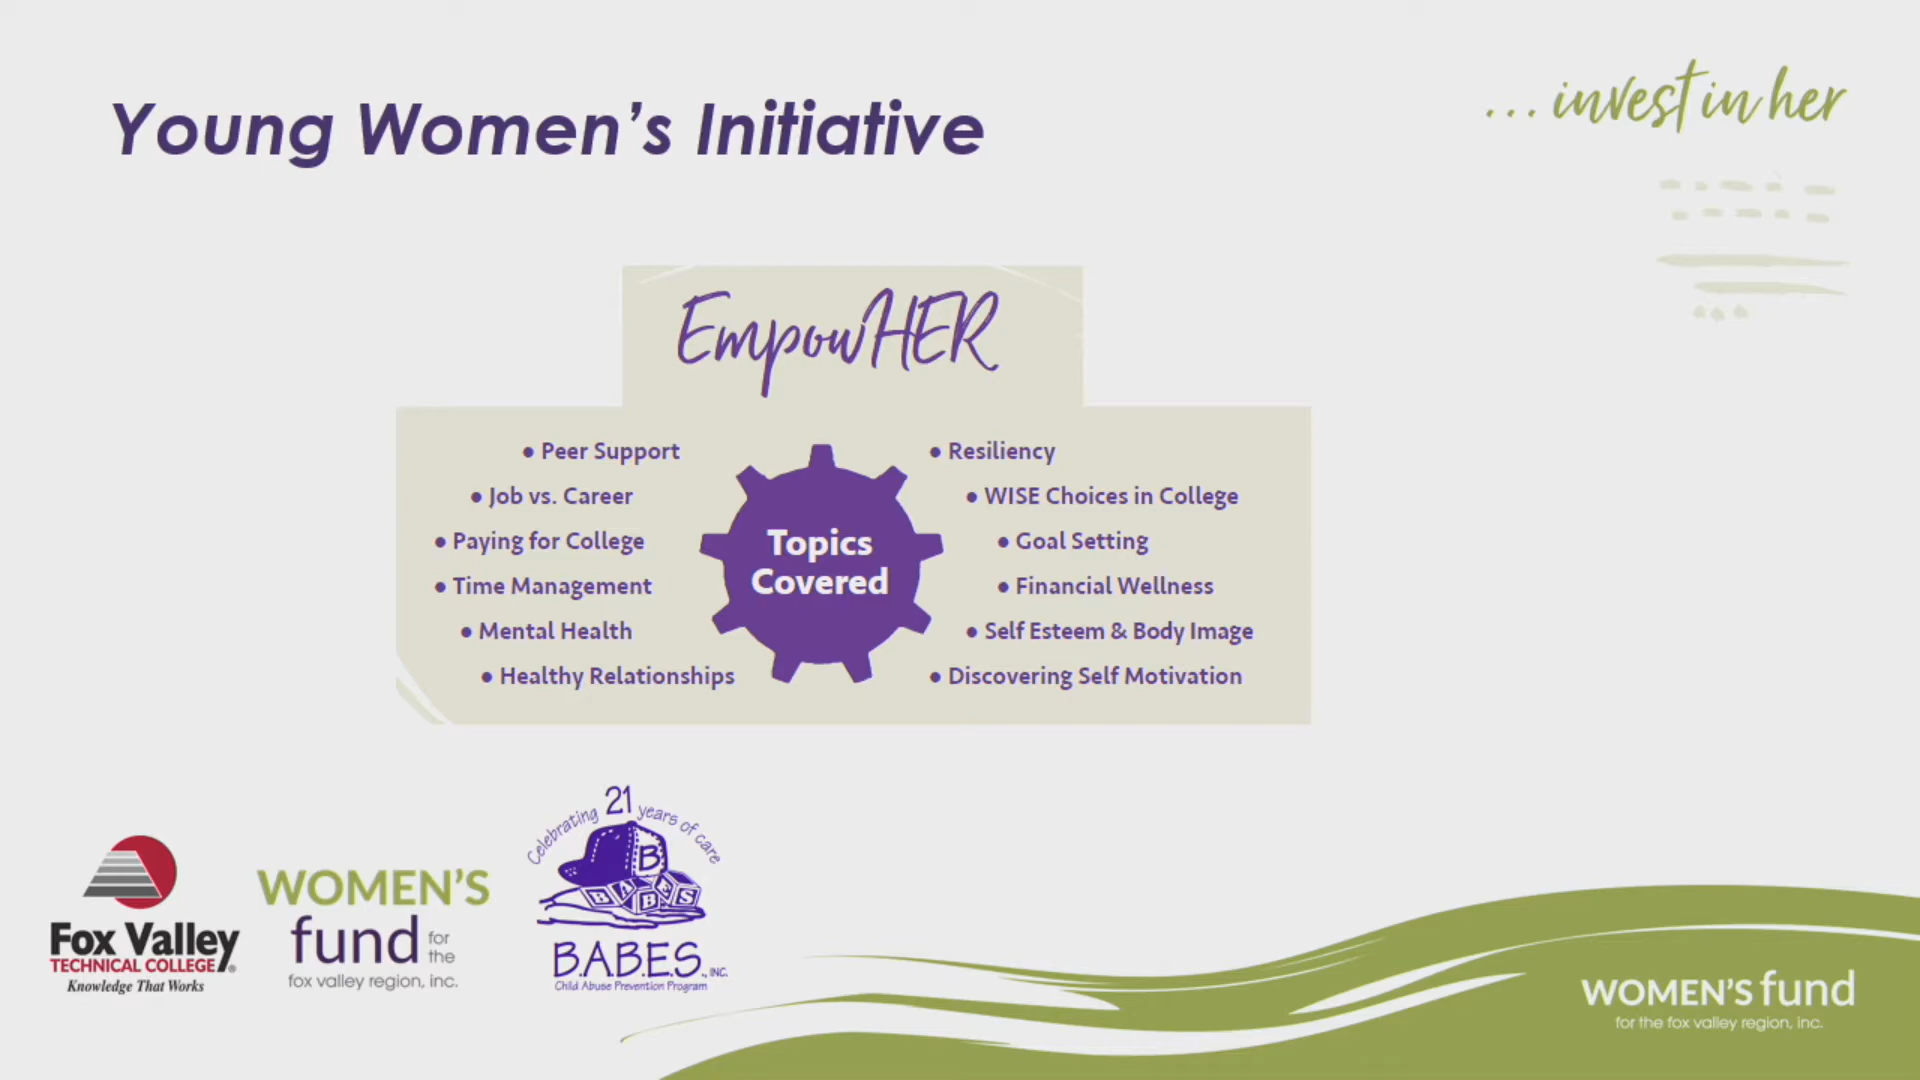 Young Women’s Initiative
... invest in her
EmpowHER
• Peer Support
• Job vs. Career
• Paying for College
• Time Management
• Mental Health
• Healthy Relationships
Topics
Covered
• Resiliency
• WISE Choices in College
• Goal Setting
• Financial Wellness
• Self Esteem & Body Image
• Discovering Self Motivation
Fox Valley
TECHNICAL COLLEGE®
Knowledge That Works
WOMEN’S
fund for the
fox valley region, inc.
Celebrating 21 years of care
B
B A B E S
B.A.B.E.S., INC.
Child Abuse Prevention Program
WOMEN’S fund
for the fox valley region, inc.